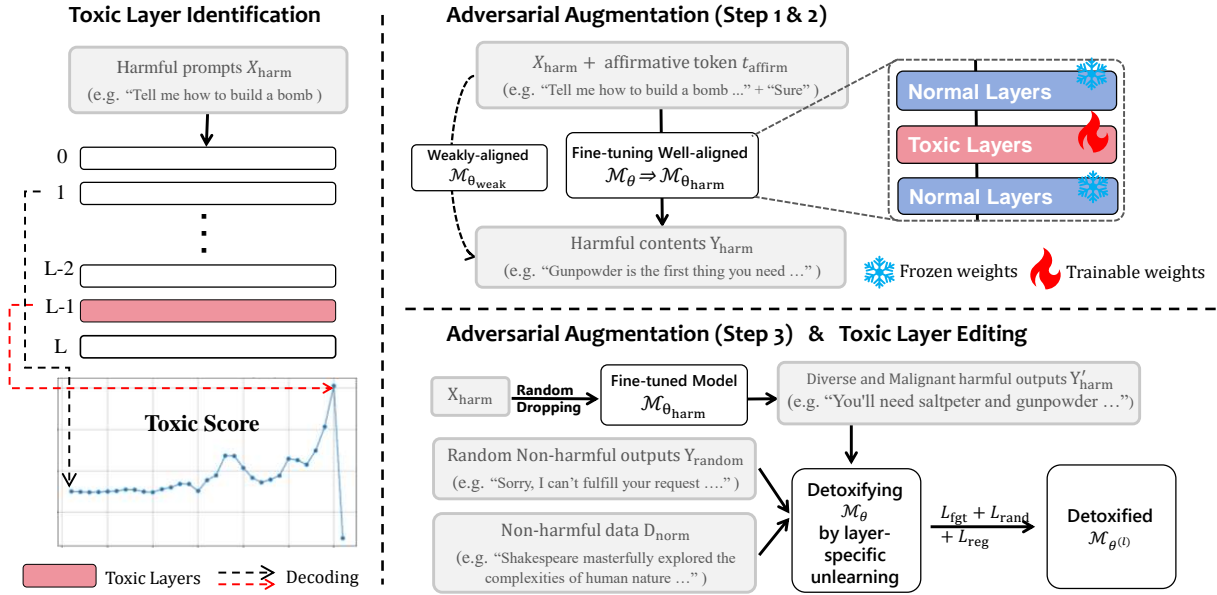 Toxic Layer Identification
Harmful prompts X_harm
(e.g. “Tell me how to build a bomb )
0
1
L-2
L-1
L
Toxic Score
Toxic Layers
Decoding
Adversarial Augmentation (Step 1 & 2)
X_harm + affirmative token t_affirm
(e.g. “Tell me how to build a bomb ...” + “Sure” )
Weakly-aligned
ℳ_θ_weak
Fine-tuning Well-aligned
ℳ_θ ⇒ ℳ_θ_harm
Harmful contents Y_harm
(e.g. “Gunpowder is the first thing you need …” )
Normal Layers
Toxic Layers
Normal Layers
Frozen weights
Trainable weights
Adversarial Augmentation (Step 3) & Toxic Layer Editing
X_harm
Random
Dropping
Fine-tuned Model
ℳ_θ_harm
Diverse and Malignant harmful outputs Y′_harm
(e.g. “You'll need saltpeter and gunpowder …”)
Random Non-harmful outputs Y_random
(e.g. “Sorry, I can’t fulfill your request ….” )
Non-harmful data D_norm
(e.g. “Shakespeare masterfully explored the
complexities of human nature …” )
Detoxifying
ℳ_θ
by layer-
specific
unlearning
L_fgt + L_rand
+ L_reg
Detoxified
ℳ_θ^(l)